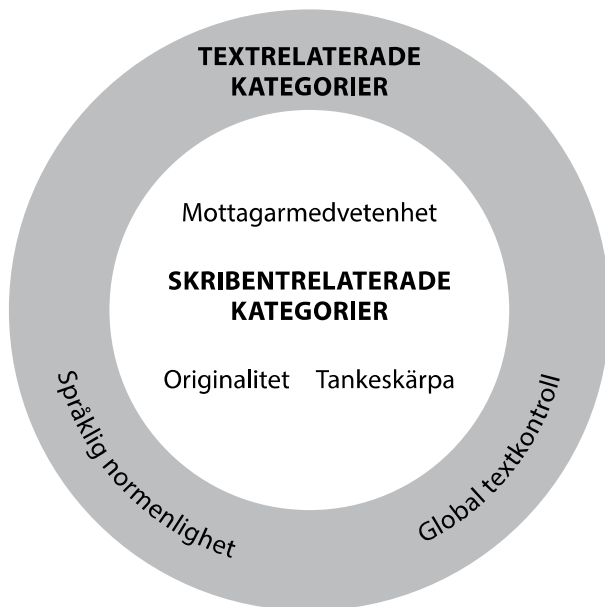 TEXTRELATERADE
KATEGORIER
Mottagarmedvetenhet
SKRIBENTRELATERADE
KATEGORIER
Originalitet Tankeskärpa
Språklig normenlighet
Global textkontroll